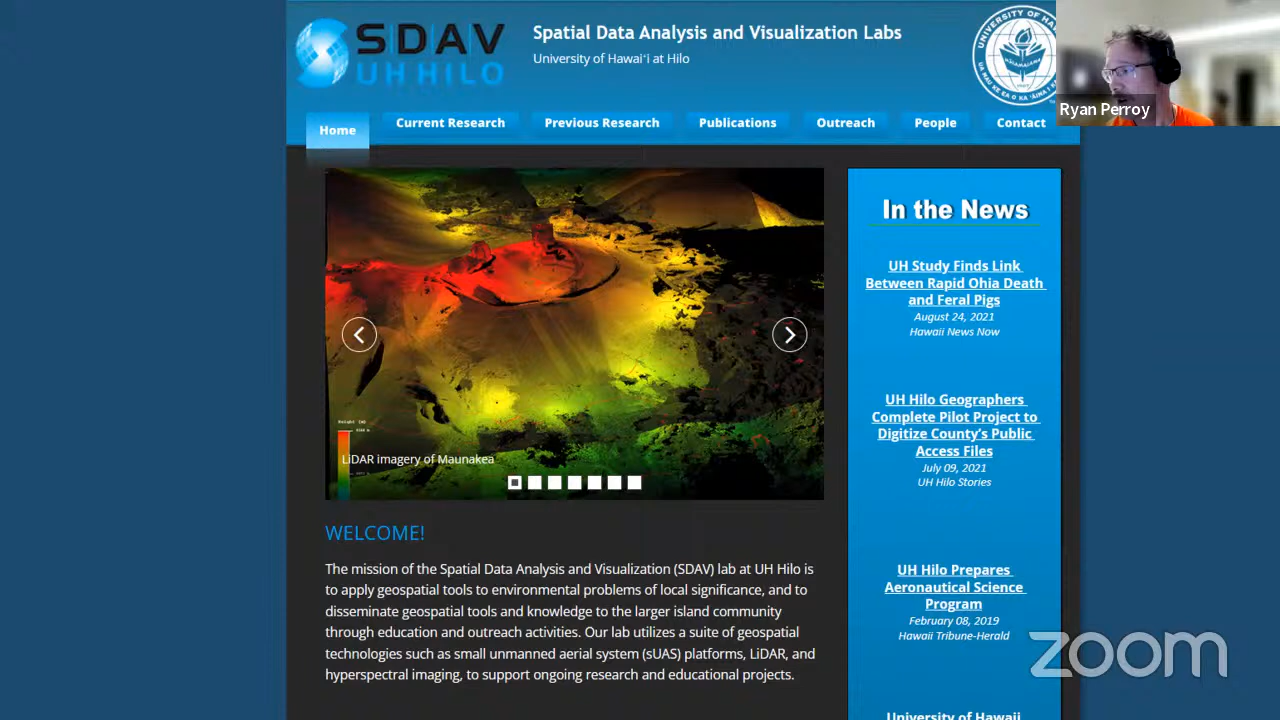 SDAV
UH HILO
Spatial Data Analysis and Visualization Labs
University of Hawaiʻi at Hilo
Ryan Perroy
Home
Current Research
Previous Research
Publications
Outreach
People
Contact
LiDAR imagery of Maunakea
WELCOME!
The mission of the Spatial Data Analysis and Visualization (SDAV) lab at UH Hilo is
to apply geospatial tools to environmental problems of local significance, and to
disseminate geospatial tools and knowledge to the larger island community
through education and outreach activities. Our lab utilizes a suite of geospatial
technologies such as small unmanned aerial system (sUAS) platforms, LiDAR, and
hyperspectral imaging, to support ongoing research and educational projects.
In the News
UH Study Finds Link
Between Rapid Ohia Death
and Feral Pigs
August 24, 2021
Hawaii News Now
UH Hilo Geographers
Complete Pilot Project to
Digitize County's Public
Access Files
July 09, 2021
UH Hilo Stories
UH Hilo Prepares
Aeronautical Science
Program
February 08, 2019
Hawaii Tribune-Herald
University of Hawaii
zoom